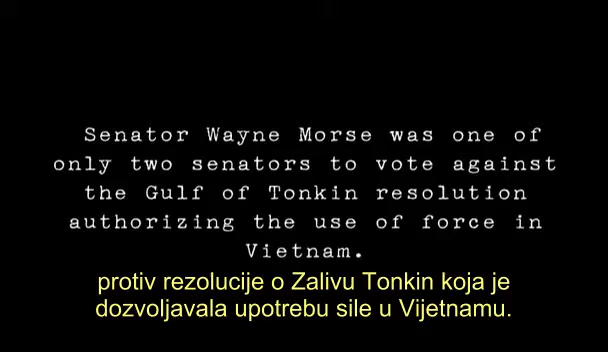 Senator Wayne Morse was one of
only two senators to vote against
the Gulf of Tonkin resolution
authorizing the use of force in
Vietnam.
protiv rezolucije o Zalivu Tonkin koja je
dozvoljavala upotrebu sile u Vijetnamu.